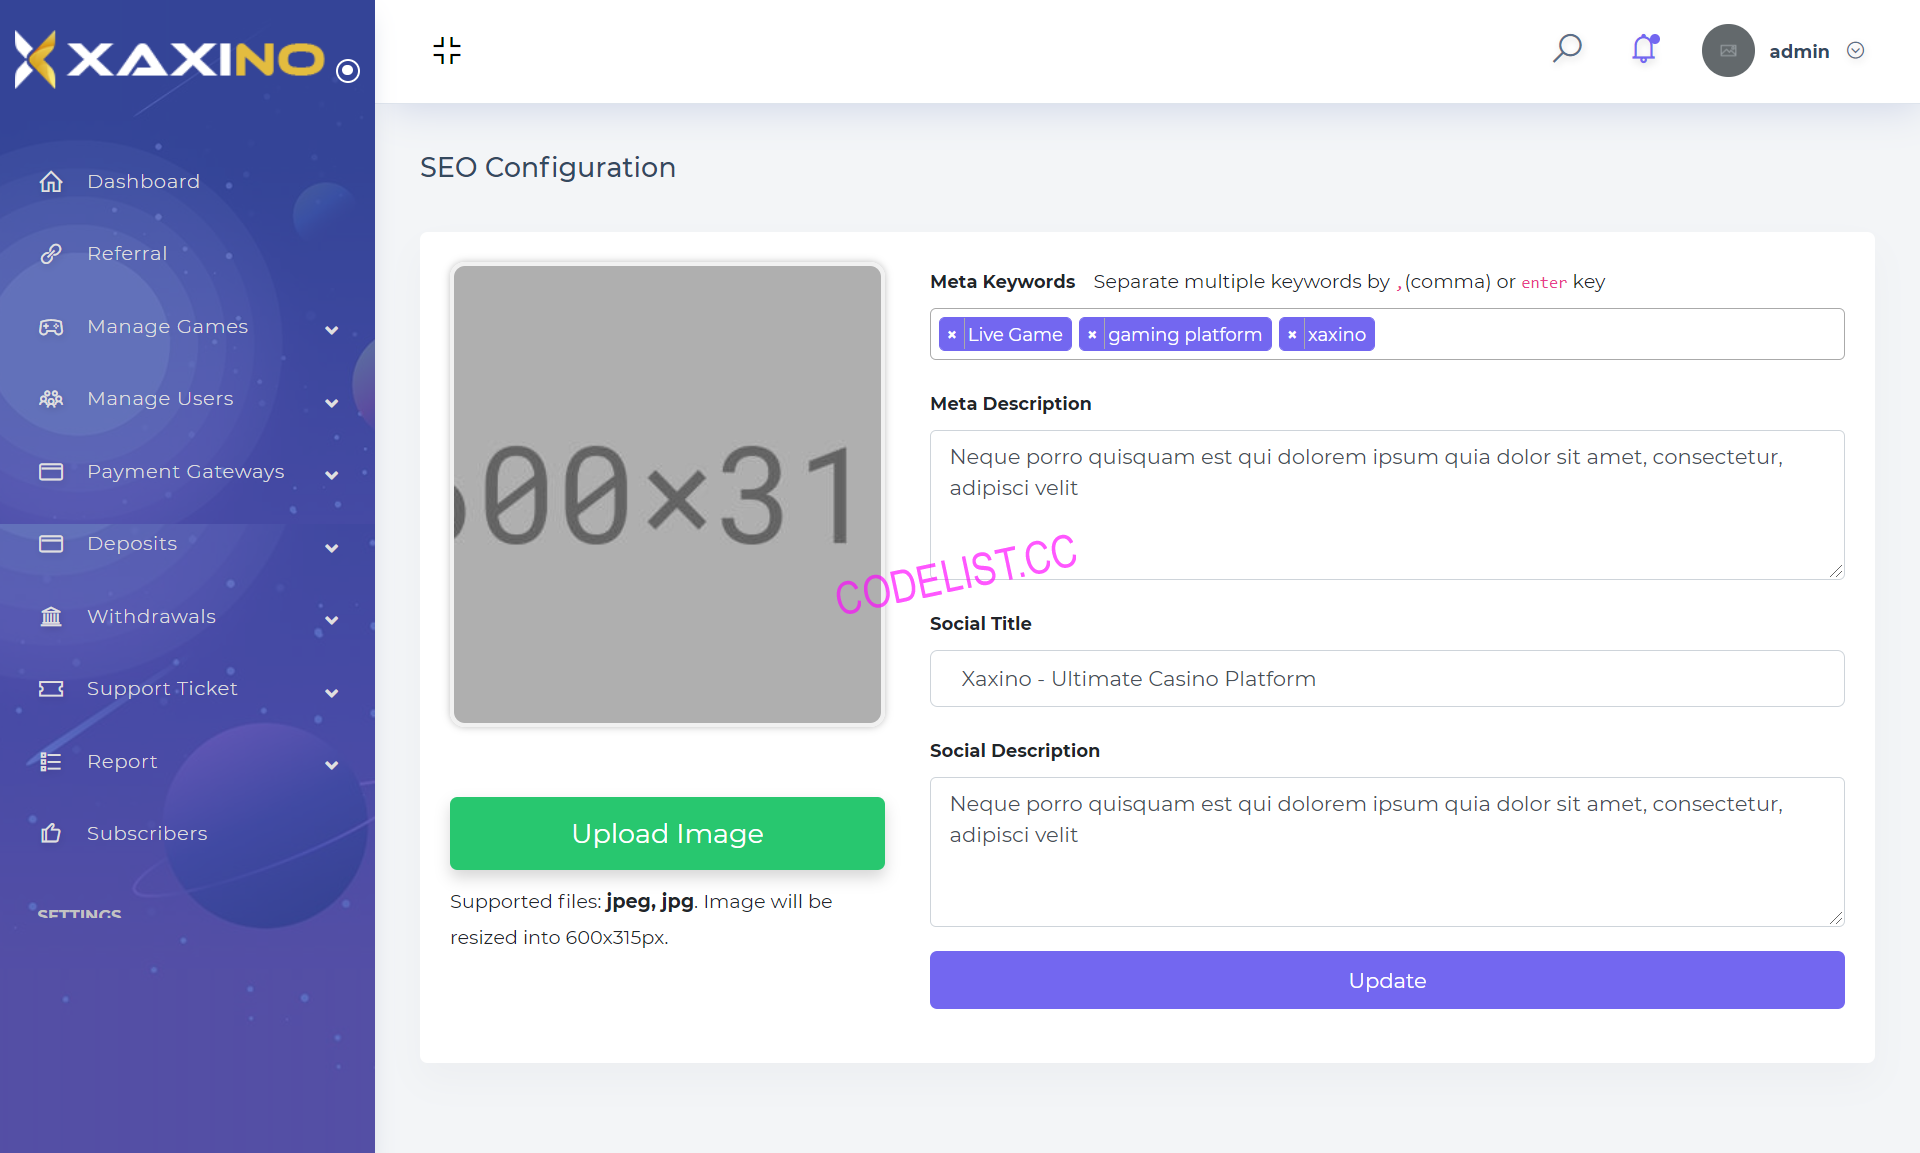 XAXINO
admin
Dashboard
Referral
Manage Games
Manage Users
Payment Gateways
Deposits
Withdrawals
Support Ticket
Report
Subscribers
SETTINGS
SEO Configuration
600×31
Upload Image
Supported files: jpeg, jpg. Image will be
resized into 600x315px.
Meta Keywords Separate multiple keywords by ,(comma) or enter key
× Live Game × gaming platform × xaxino
Meta Description
Neque porro quisquam est qui dolorem ipsum quia dolor sit amet, consectetur,
adipisci velit
CODELIST.CC
Social Title
Xaxino - Ultimate Casino Platform
Social Description
Neque porro quisquam est qui dolorem ipsum quia dolor sit amet, consectetur,
adipisci velit
Update